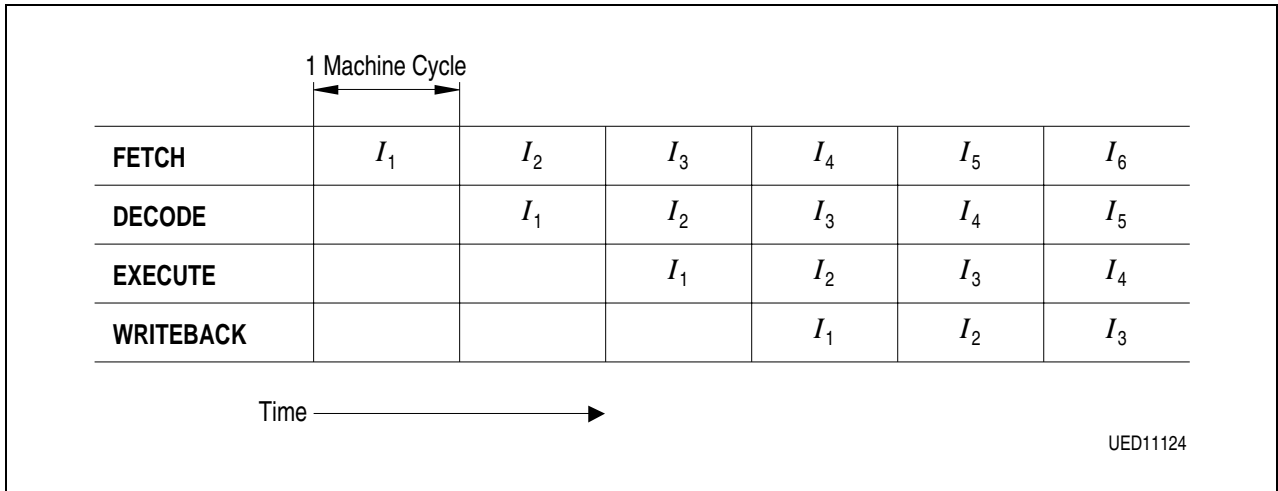 1 Machine Cycle
FETCH I1 I2 I3 I4 I5 I6
DECODE I1 I2 I3 I4 I5
EXECUTE I1 I2 I3 I4
WRITEBACK I1 I2 I3
Time
UED11124